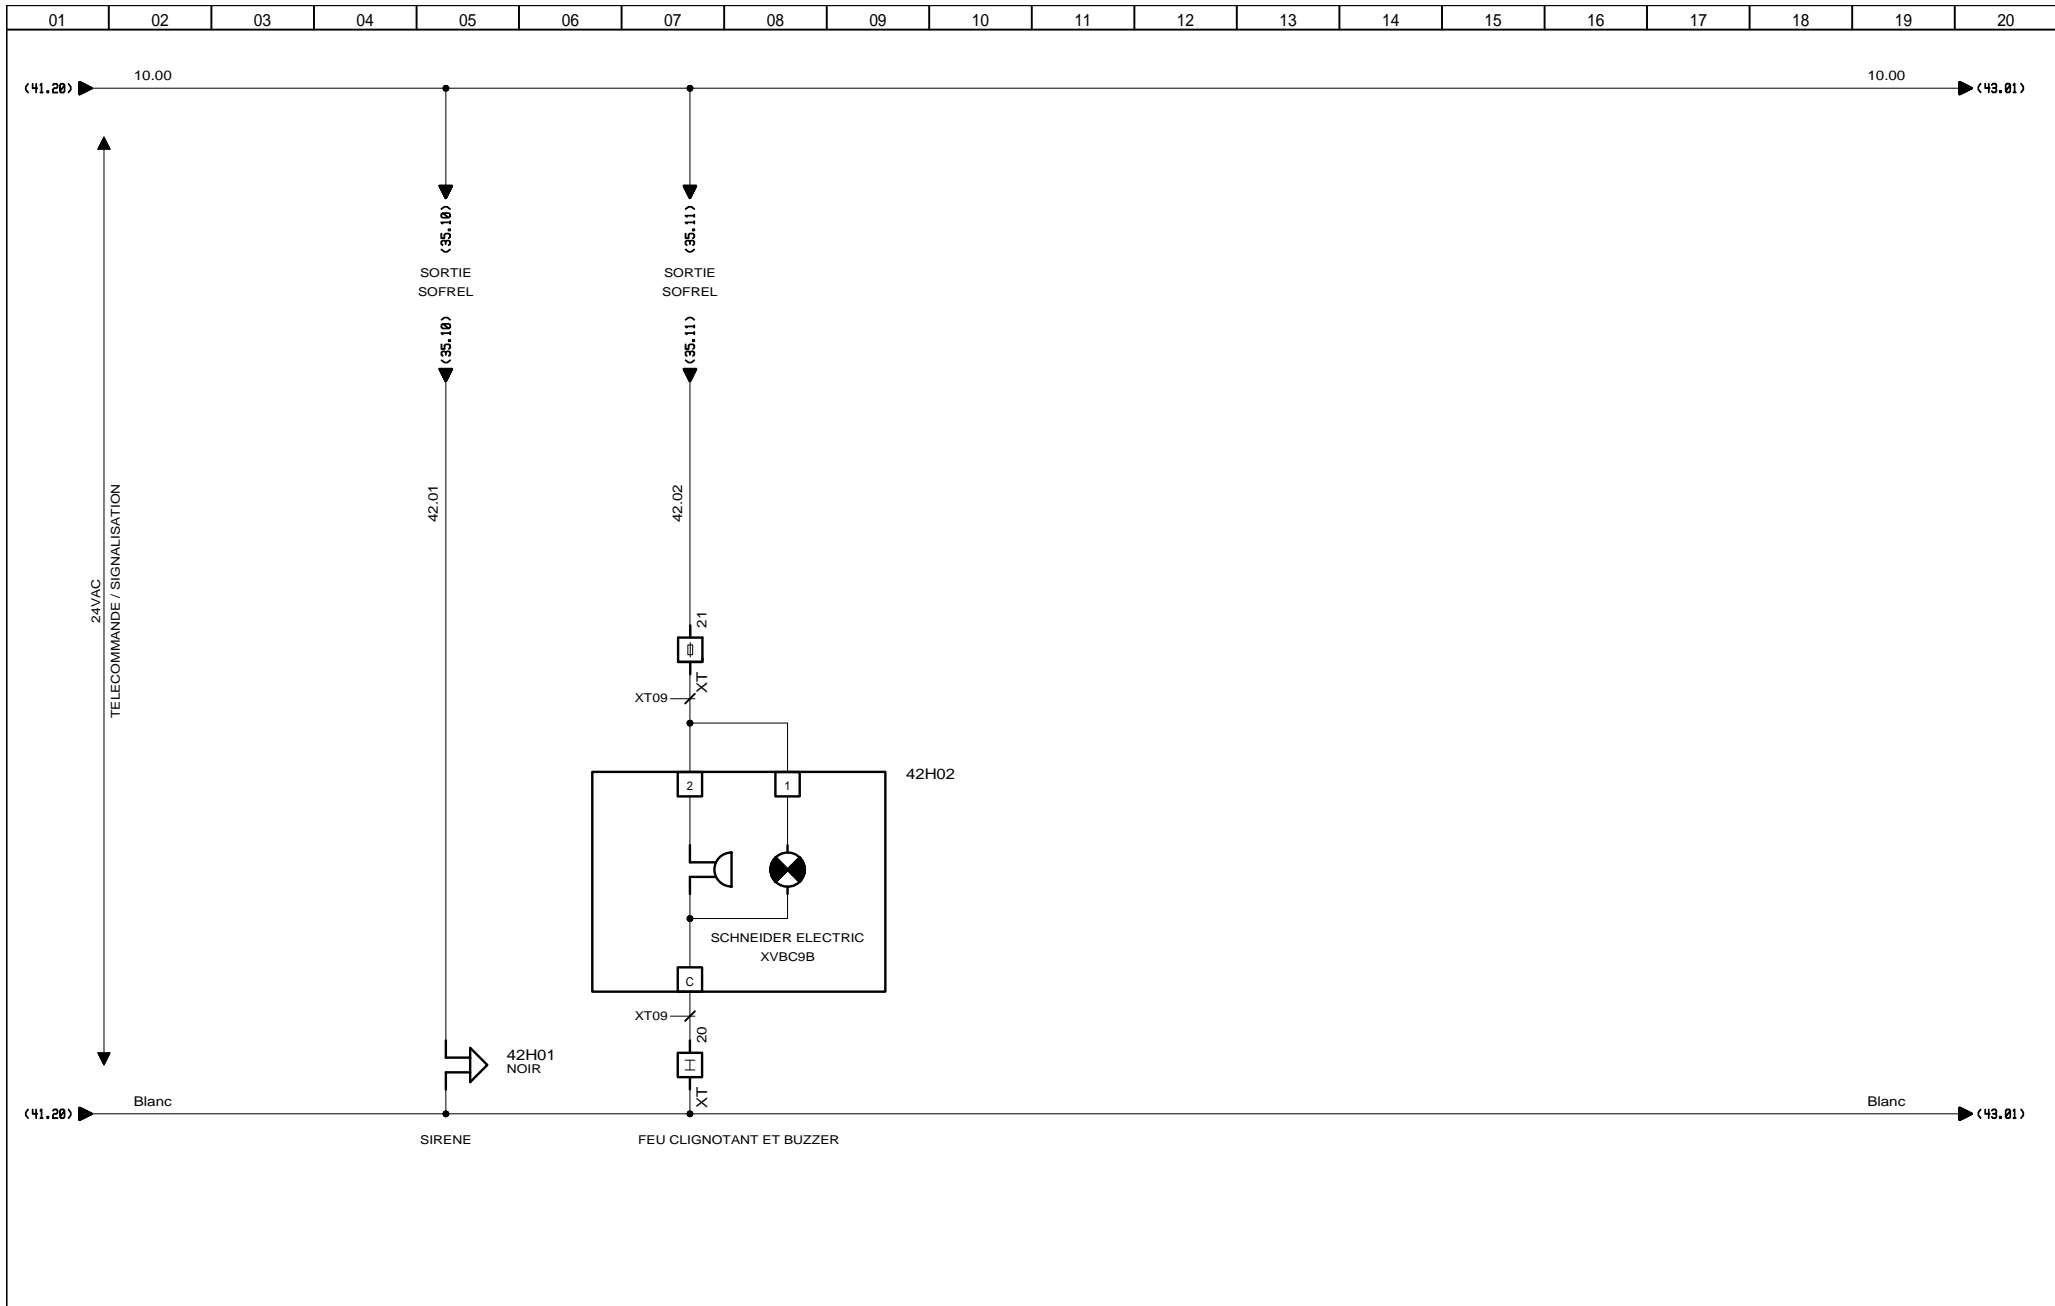 01 02 03 04 05 06 07 08 09 10 11 12 13 14 15 16 17 18 19 20
10.00 10.00
(41.20) (43.01)
(35.10) (35.11)
SORTIE SORTIE
SOFREL SOFREL
(35.10) (35.11)
24VAC
TELECOMMANDE / SIGNALISATION
42.01 42.02
21
XT
XT09
42H02
2 1
SCHNEIDER ELECTRIC
XVBC9B
C
XT09
20
42H01
NOIR
XT
Blanc Blanc
(41.20) (43.01)
SIRENE FEU CLIGNOTANT ET BUZZER